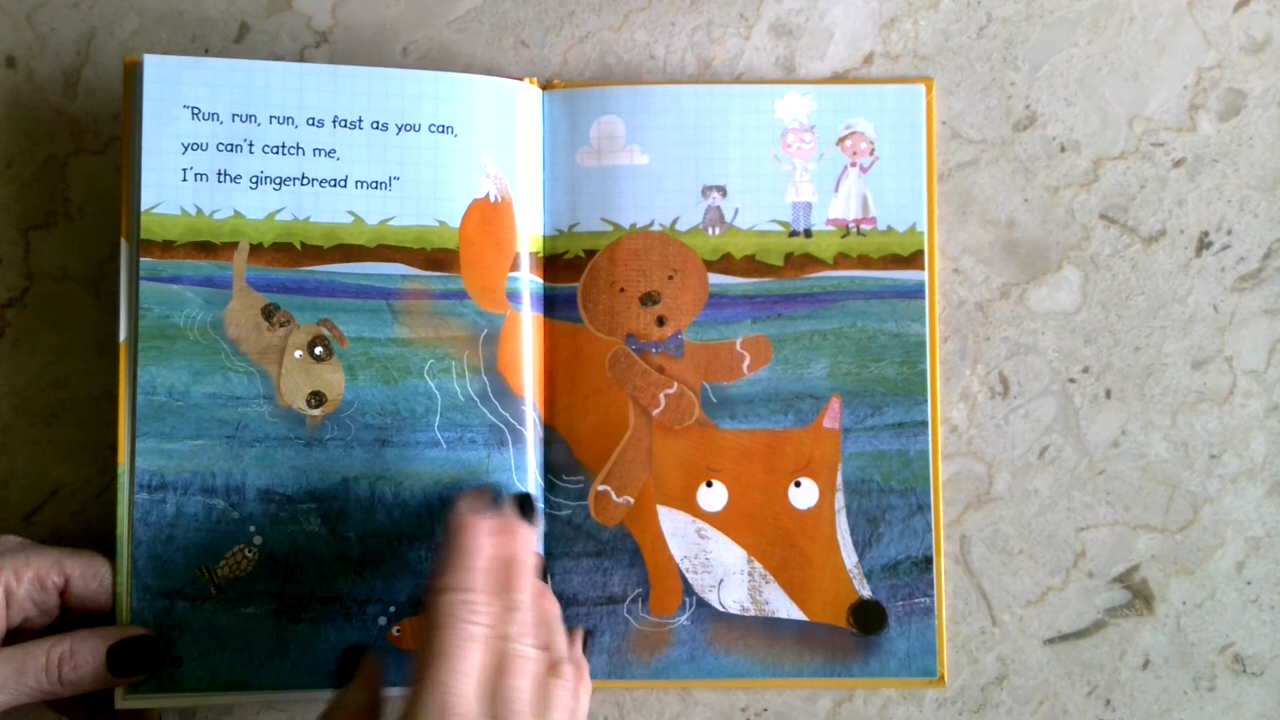 “Run, run, run, as fast as you can,
you can’t catch me,
I’m the gingerbread man!”